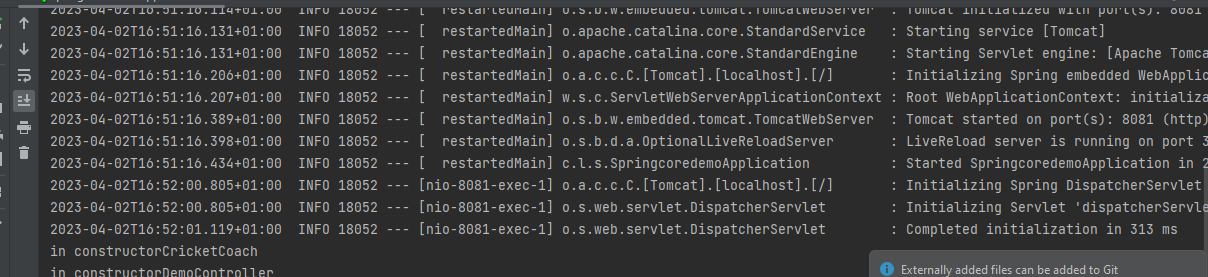 2023-04-02T16:51:16.114+01:00 INFO 18052 --- [ restartedMain] o.s.b.w.embedded.tomcat.TomcatWebServer : Tomcat initialized with port(s): 8081
2023-04-02T16:51:16.131+01:00 INFO 18052 --- [ restartedMain] o.apache.catalina.core.StandardService : Starting service [Tomcat]
2023-04-02T16:51:16.131+01:00 INFO 18052 --- [ restartedMain] o.apache.catalina.core.StandardEngine : Starting Servlet engine: [Apache Tomca
2023-04-02T16:51:16.206+01:00 INFO 18052 --- [ restartedMain] o.a.c.c.C.[Tomcat].[localhost].[/] : Initializing Spring embedded WebApplic
2023-04-02T16:51:16.207+01:00 INFO 18052 --- [ restartedMain] w.s.c.ServletWebServerApplicationContext : Root WebApplicationContext: initializa
2023-04-02T16:51:16.389+01:00 INFO 18052 --- [ restartedMain] o.s.b.w.embedded.tomcat.TomcatWebServer : Tomcat started on port(s): 8081 (http)
2023-04-02T16:51:16.398+01:00 INFO 18052 --- [ restartedMain] o.s.b.d.a.OptionalLiveReloadServer : LiveReload server is running on port 3
2023-04-02T16:51:16.434+01:00 INFO 18052 --- [ restartedMain] c.l.s.SpringcoredemoApplication : Started SpringcoredemoApplication in 2
2023-04-02T16:52:00.805+01:00 INFO 18052 --- [nio-8081-exec-1] o.a.c.c.C.[Tomcat].[localhost].[/] : Initializing Spring DispatcherServlet
2023-04-02T16:52:00.805+01:00 INFO 18052 --- [nio-8081-exec-1] o.s.web.servlet.DispatcherServlet : Initializing Servlet 'dispatcherServle
2023-04-02T16:52:01.119+01:00 INFO 18052 --- [nio-8081-exec-1] o.s.web.servlet.DispatcherServlet : Completed initialization in 313 ms
in constructorCricketCoach
in constructorDemoController
Externally added files can be added to Git